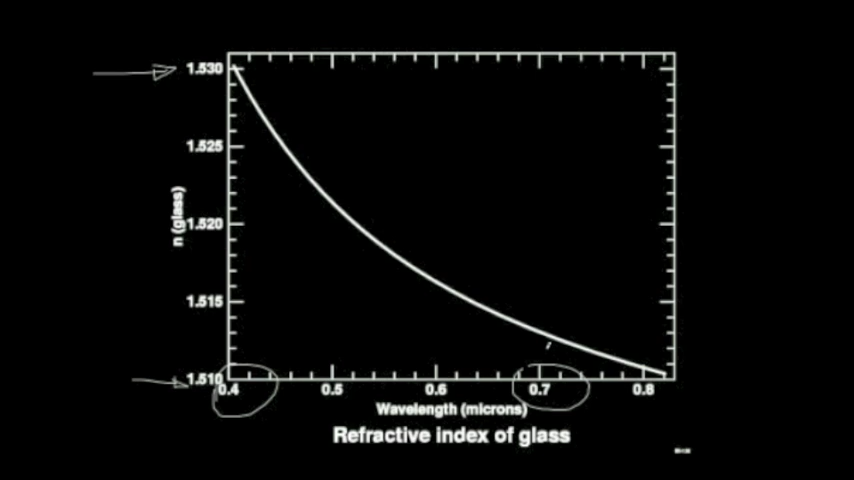 1.530
1.525
n (glass)
1.520
1.515
1.510
0.4 0.5 0.6 0.7 0.8
Wavelength (microns)
Refractive index of glass